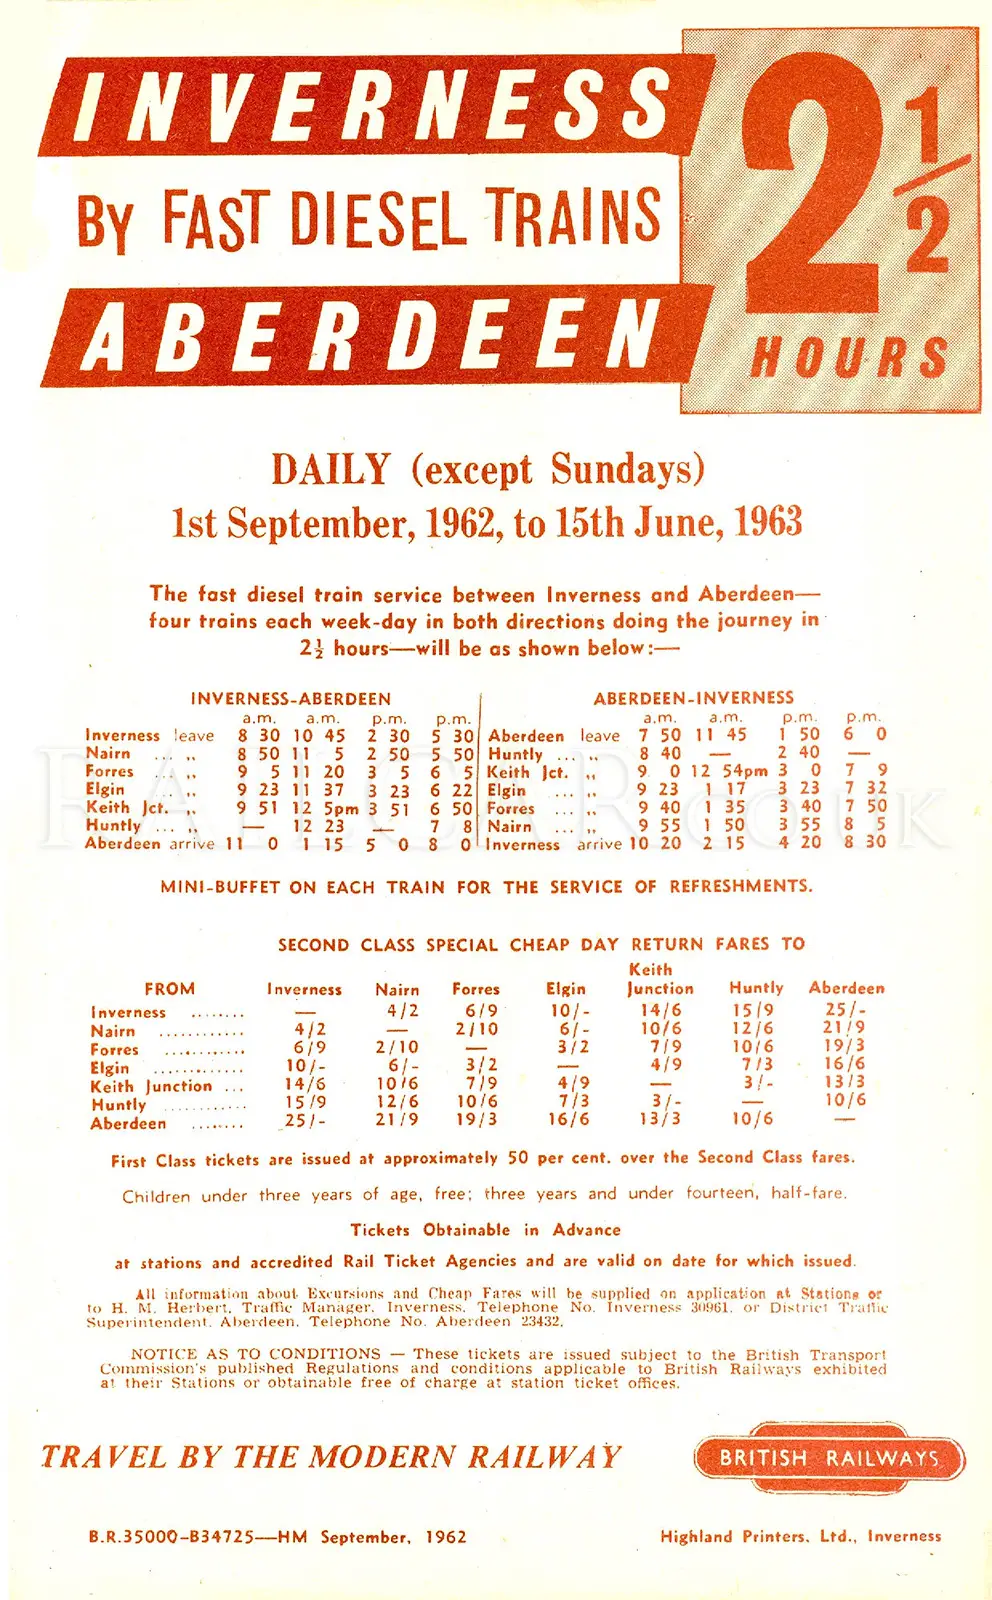 INVERNESS
BY FAST DIESEL TRAINS
ABERDEEN
2 1/2
HOURS
DAILY (except Sundays)
1st September, 1962, to 15th June, 1963
The fast diesel train service between Inverness and Aberdeen—
four trains each week-day in both directions doing the journey in
2½ hours—will be as shown below:—
INVERNESS-ABERDEEN
a.m. a.m. p.m. p.m.
Inverness leave 8 30 10 45 2 30 5 30
Nairn ... ,, 8 50 11 5 2 50 5 50
Forres ... ,, 9 5 11 20 3 5 6 5
Elgin ... ,, 9 23 11 37 3 23 6 22
Keith Jct. ,, 9 51 12 5pm 3 51 6 50
Huntly ... ,, — 12 23 — 7 8
Aberdeen arrive 11 0 1 15 5 0 8 0
ABERDEEN-INVERNESS
a.m. a.m. p.m. p.m.
Aberdeen leave 7 50 11 45 1 50 6 0
Huntly ... ,, 8 40 — 2 40 —
Keith Jct. ,, 9 0 12 54pm 3 0 7 9
Elgin ... ,, 9 23 1 17 3 23 7 32
Forres ... ,, 9 40 1 35 3 40 7 50
Nairn ... ,, 9 55 1 50 3 55 8 5
Inverness arrive 10 20 2 15 4 20 8 30
RAILCAR.co.uk
MINI-BUFFET ON EACH TRAIN FOR THE SERVICE OF REFRESHMENTS.
SECOND CLASS SPECIAL CHEAP DAY RETURN FARES TO
FROM Inverness Nairn Forres Elgin Keith Junction Huntly Aberdeen
Inverness ........ — 4/2 6/9 10/- 14/6 15/9 25/-
Nairn ............ 4/2 — 2/10 6/- 10/6 12/6 21/9
Forres ............ 6/9 2/10 — 3/2 7/9 10/6 19/3
Elgin ............. 10/- 6/- 3/2 — 4/9 7/3 16/6
Keith Junction ... 14/6 10/6 7/9 4/9 — 3/- 13/3
Huntly ............ 15/9 12/6 10/6 7/3 3/- — 10/6
Aberdeen ........ 25/- 21/9 19/3 16/6 13/3 10/6 —
First Class tickets are issued at approximately 50 per cent. over the Second Class fares.
Children under three years of age, free; three years and under fourteen, half-fare.
Tickets Obtainable in Advance
at stations and accredited Rail Ticket Agencies and are valid on date for which issued.
All information about Excursions and Cheap Fares will be supplied on application at Stations or
to H. M. Herbert, Traffic Manager, Inverness, Telephone No. Inverness 30961, or District Traffic
Superintendent, Aberdeen, Telephone No. Aberdeen 23432.
NOTICE AS TO CONDITIONS — These tickets are issued subject to the British Transport
Commission's published Regulations and conditions applicable to British Railways exhibited
at their Stations or obtainable free of charge at station ticket offices.
TRAVEL BY THE MODERN RAILWAY
BRITISH RAILWAYS
B.R.35000-B34725—HM September, 1962
Highland Printers, Ltd., Inverness